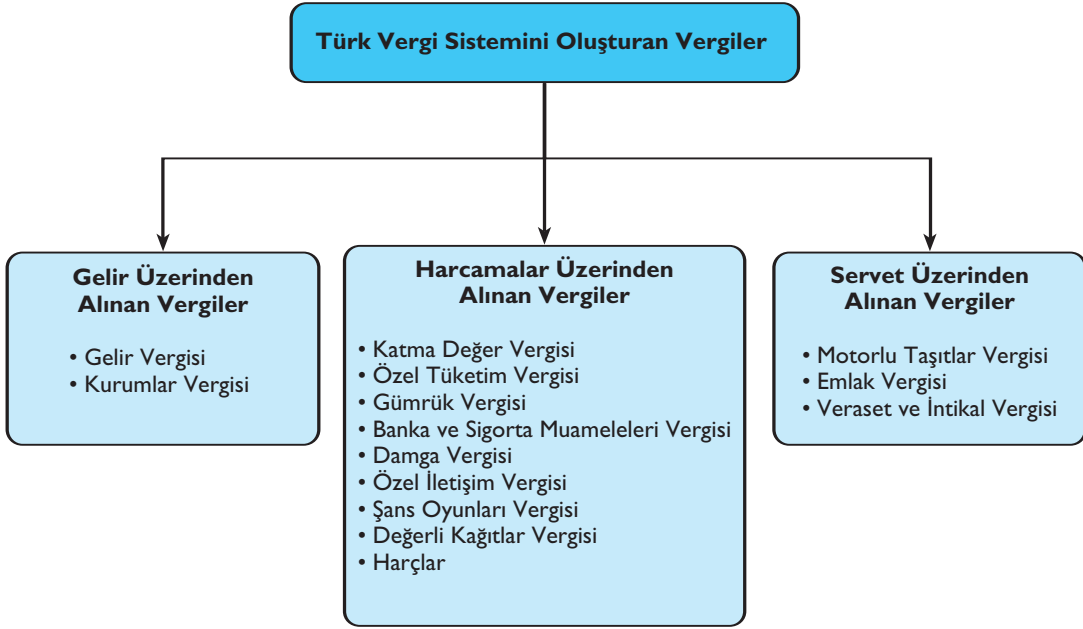 Türk Vergi Sistemini Oluşturan Vergiler
Gelir Üzerinden
Alınan Vergiler
• Gelir Vergisi
• Kurumlar Vergisi
Harcamalar Üzerinden
Alınan Vergiler
• Katma Değer Vergisi
• Özel Tüketim Vergisi
• Gümrük Vergisi
• Banka ve Sigorta Muameleleri Vergisi
• Damga Vergisi
• Özel İletişim Vergisi
• Şans Oyunları Vergisi
• Değerli Kağıtlar Vergisi
• Harçlar
Servet Üzerinden
Alınan Vergiler
• Motorlu Taşıtlar Vergisi
• Emlak Vergisi
• Veraset ve İntikal Vergisi